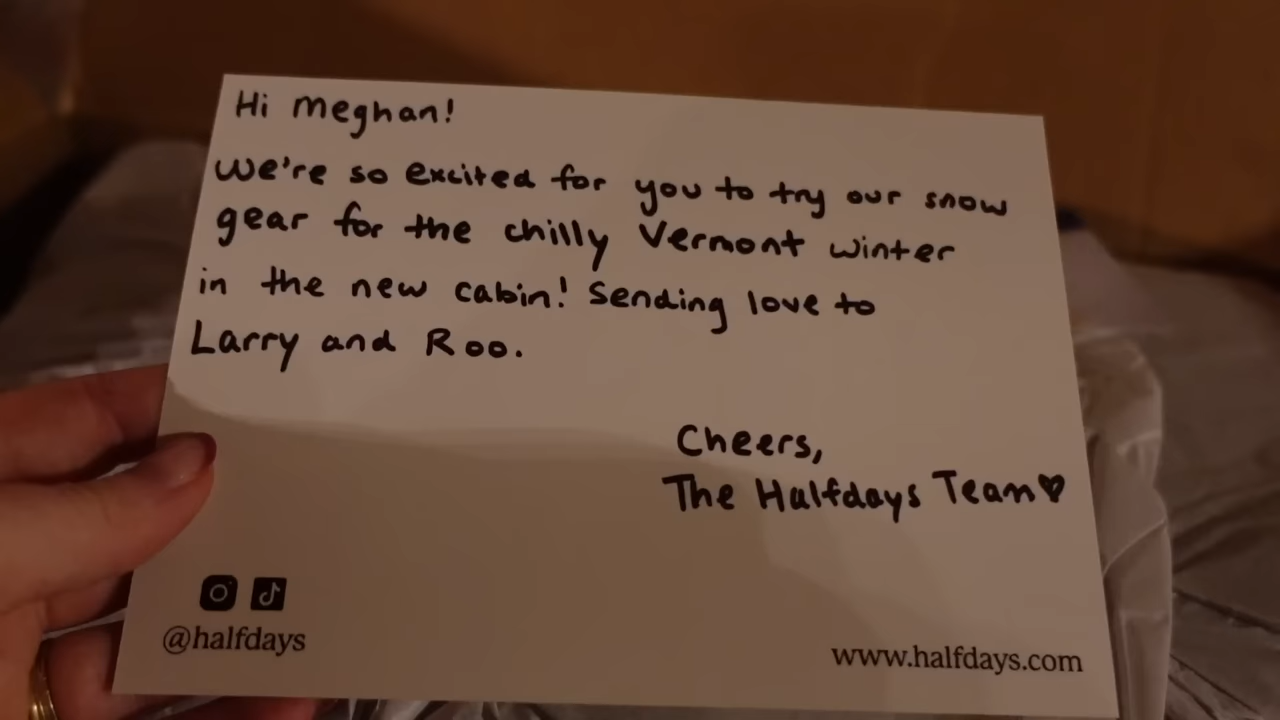 Hi Meghan!
We're so excited for you to try our snow
gear for the chilly Vermont winter
in the new cabin! Sending love to
Larry and Roo.
Cheers,
The Halfdays Team♥
@halfdays
www.halfdays.com